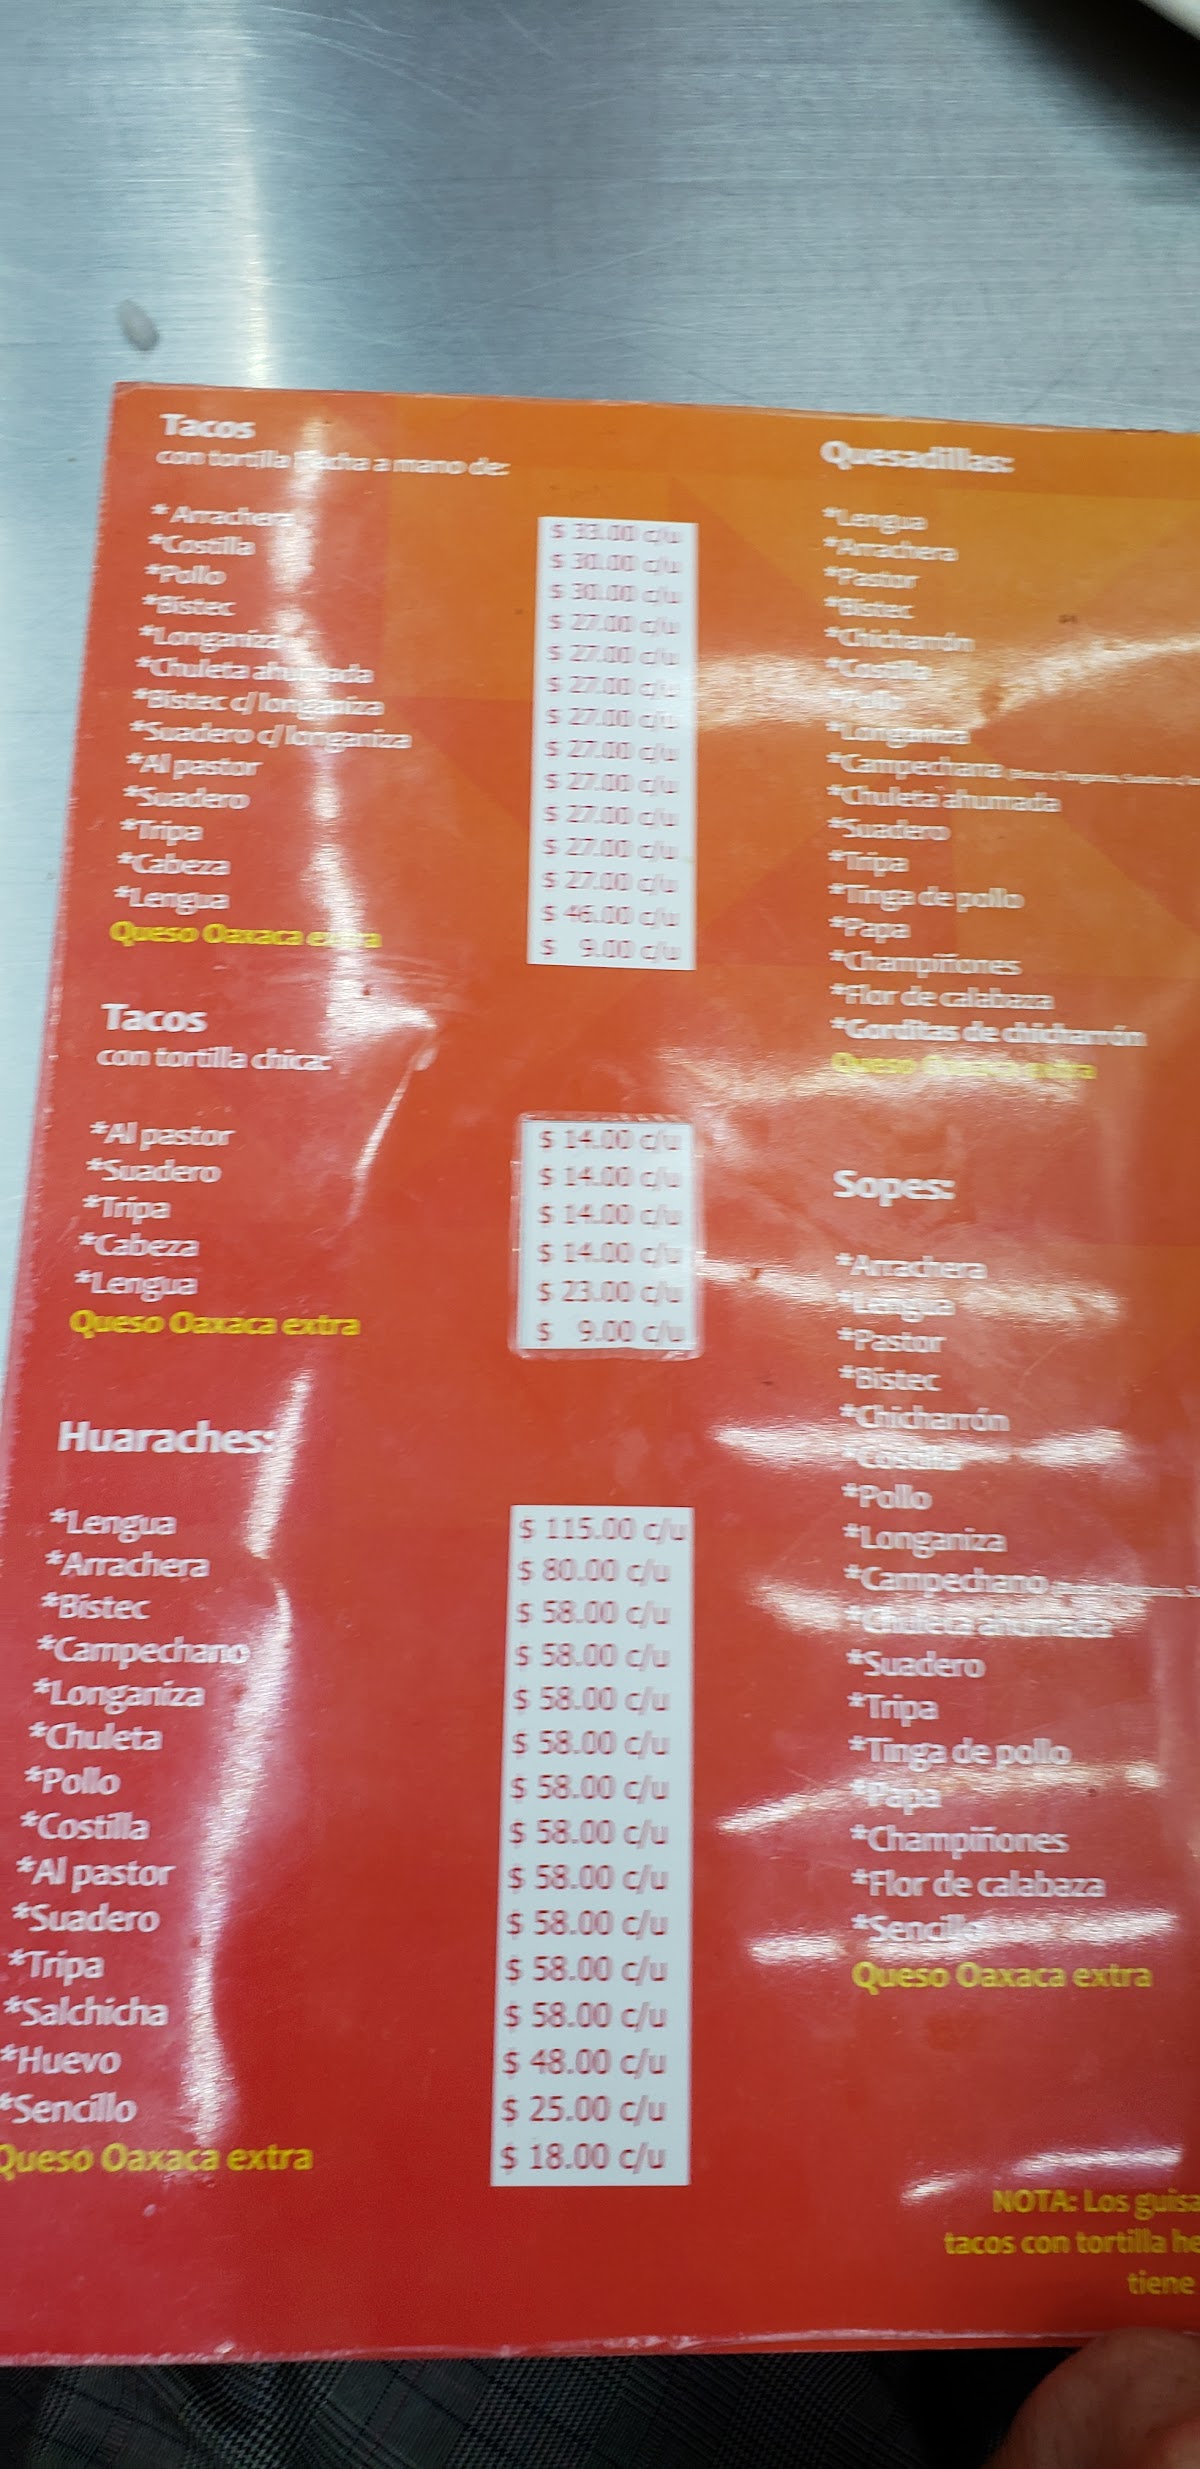 Tacos
con tortilla hecha a mano de:
* Arrachera $ 33.00 c/u
*Costilla $ 30.00 c/u
*Pollo $ 30.00 c/u
*Bistec $ 27.00 c/u
*Longaniza $ 27.00 c/u
*Chuleta ahumada $ 27.00 c/u
*Bistec c/ longaniza $ 27.00 c/u
*Suadero c/ longaniza $ 27.00 c/u
*Al pastor $ 27.00 c/u
*Suadero $ 27.00 c/u
*Tripa $ 27.00 c/u
*Cabeza $ 27.00 c/u
*Lengua $ 46.00 c/u
Queso Oaxaca extra $ 9.00 c/u
Tacos
con tortilla chica:
*Al pastor $ 14.00 c/u
*Suadero $ 14.00 c/u
*Tripa $ 14.00 c/u
*Cabeza $ 14.00 c/u
*Lengua $ 23.00 c/u
Queso Oaxaca extra $ 9.00 c/u
Huaraches:
*Lengua $ 115.00 c/u
*Arrachera $ 80.00 c/u
*Bistec $ 58.00 c/u
*Campechano $ 58.00 c/u
*Longaniza $ 58.00 c/u
*Chuleta $ 58.00 c/u
*Pollo $ 58.00 c/u
*Costilla $ 58.00 c/u
*Al pastor $ 58.00 c/u
*Suadero $ 58.00 c/u
*Tripa $ 58.00 c/u
*Salchicha $ 58.00 c/u
*Huevo $ 48.00 c/u
*Sencillo $ 25.00 c/u
Queso Oaxaca extra $ 18.00 c/u
Quesadillas:
*Lengua
*Arrachera
*Pastor
*Bistec
*Chicharrón
*Costilla
*Pollo
*Longaniza
*Campechana
*Chuleta ahumada
*Suadero
*Tripa
*Tinga de pollo
*Papa
*Champiñones
*Flor de calabaza
*Gorditas de chicharrón
Queso Oaxaca extra
Sopes:
*Arrachera
*Lengua
*Pastor
*Bistec
*Chicharrón
*Costilla
*Pollo
*Longaniza
*Campechano
*Chuleta ahumada
*Suadero
*Tripa
*Tinga de pollo
*Papa
*Champiñones
*Flor de calabaza
*Sencillo
Queso Oaxaca extra
NOTA: Los guisa
tacos con tortilla he
tiene